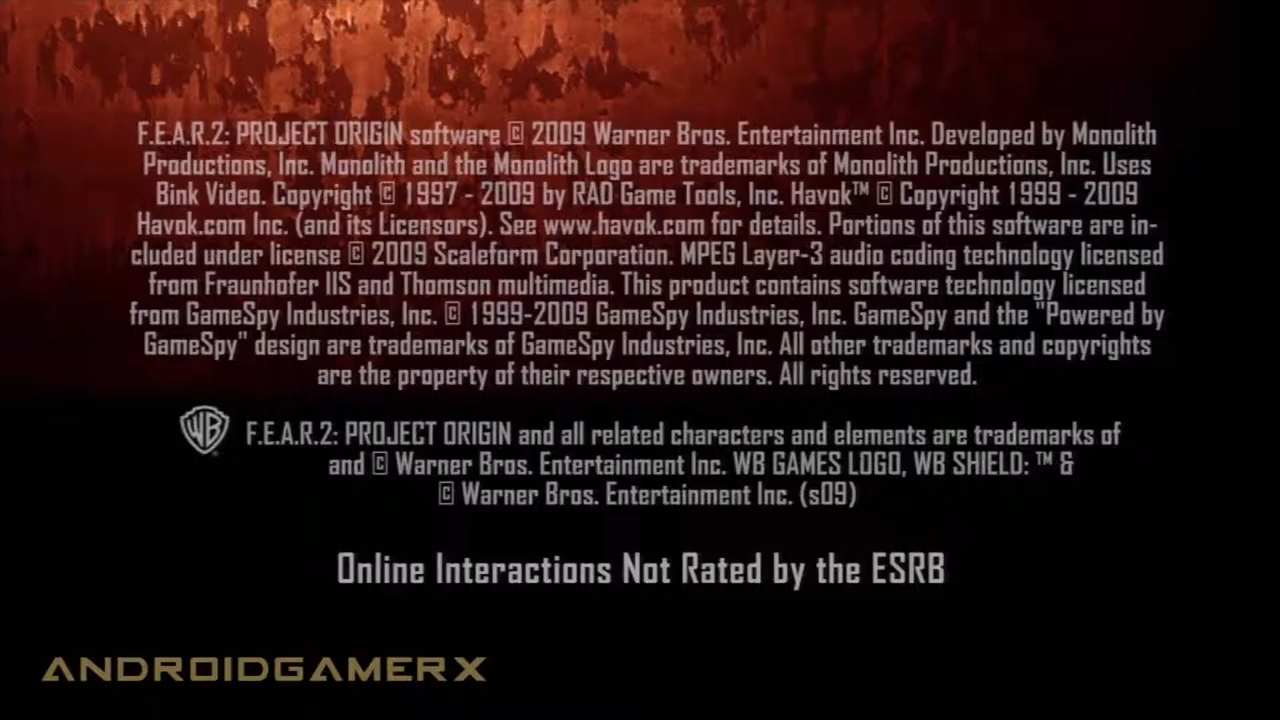 F.E.A.R.2: PROJECT ORIGIN software © 2009 Warner Bros. Entertainment Inc. Developed by Monolith
Productions, Inc. Monolith and the Monolith Logo are trademarks of Monolith Productions, Inc. Uses
Bink Video. Copyright © 1997 - 2009 by RAD Game Tools, Inc. Havok™ © Copyright 1999 - 2009
Havok.com Inc. (and its Licensors). See www.havok.com for details. Portions of this software are in-
cluded under license © 2009 Scaleform Corporation. MPEG Layer-3 audio coding technology licensed
from Fraunhofer IIS and Thomson multimedia. This product contains software technology licensed
from GameSpy Industries, Inc. © 1999-2009 GameSpy Industries, Inc. GameSpy and the "Powered by
GameSpy" design are trademarks of GameSpy Industries, Inc. All other trademarks and copyrights
are the property of their respective owners. All rights reserved.
WB F.E.A.R.2: PROJECT ORIGIN and all related characters and elements are trademarks of
and © Warner Bros. Entertainment Inc. WB GAMES LOGO, WB SHIELD: ™ &
© Warner Bros. Entertainment Inc. (s09)
Online Interactions Not Rated by the ESRB
ANDROIDGAMERX